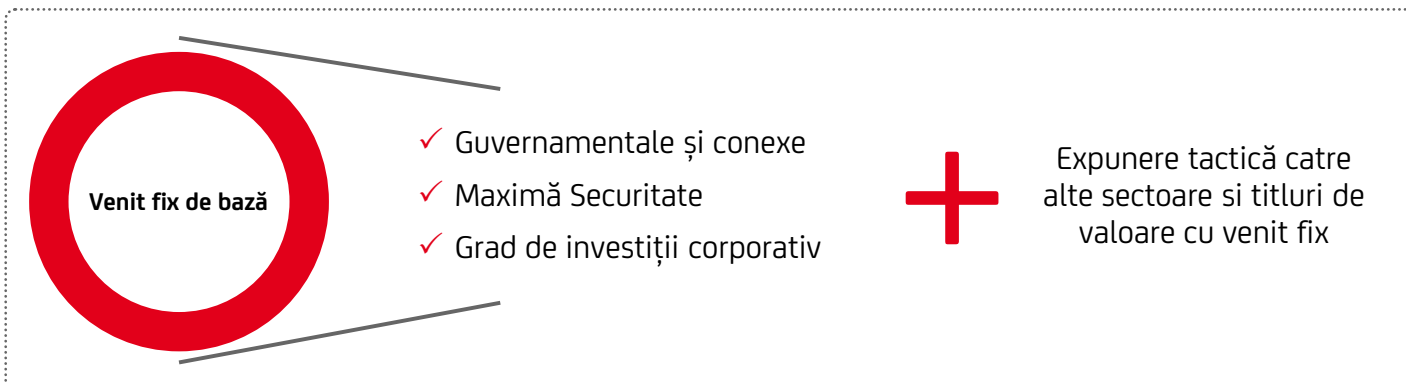 Venit fix de bază
Guvernamentale și conexe
Maximă Securitate
Grad de investiții corporativ
Expunere tactică catre
alte sectoare si titluri de
valoare cu venit fix